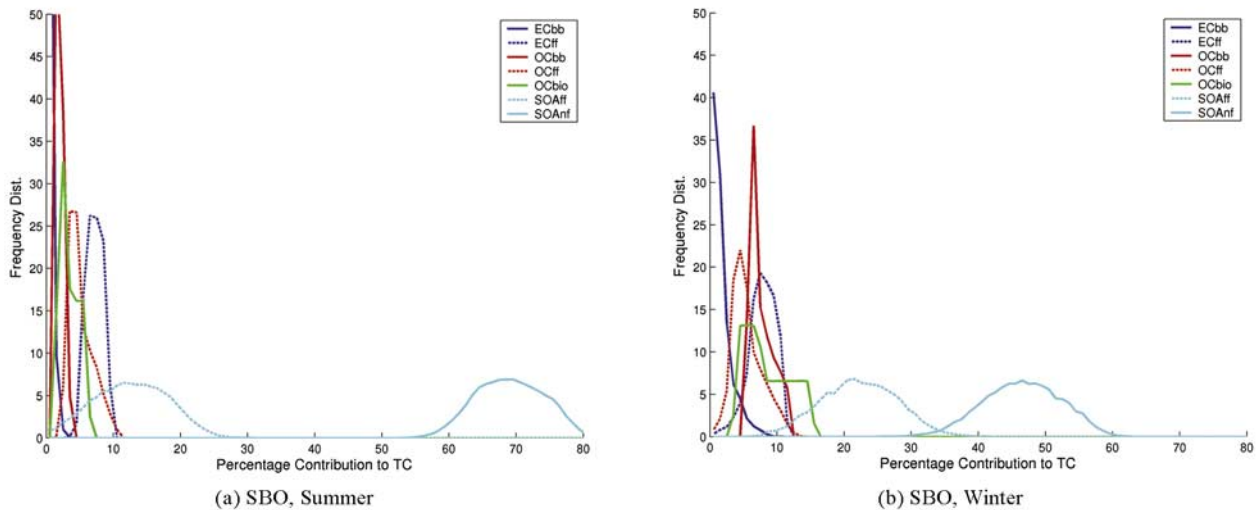 50
45
40
35
30
25
20
15
10
5
0
Frequency Dist.
0 10 20 30 40 50 60 70 80
Percentage Contribution to TC
ECbb
ECff
OCbb
OCff
OCbio
SOAff
SOAnf
(a) SBO, Summer
50
45
40
35
30
25
20
15
10
5
0
Frequency Dist.
0 10 20 30 40 50 60 70 80
Percentage Contribution to TC
ECbb
ECff
OCbb
OCff
OCbio
SOAff
SOAnf
(b) SBO, Winter